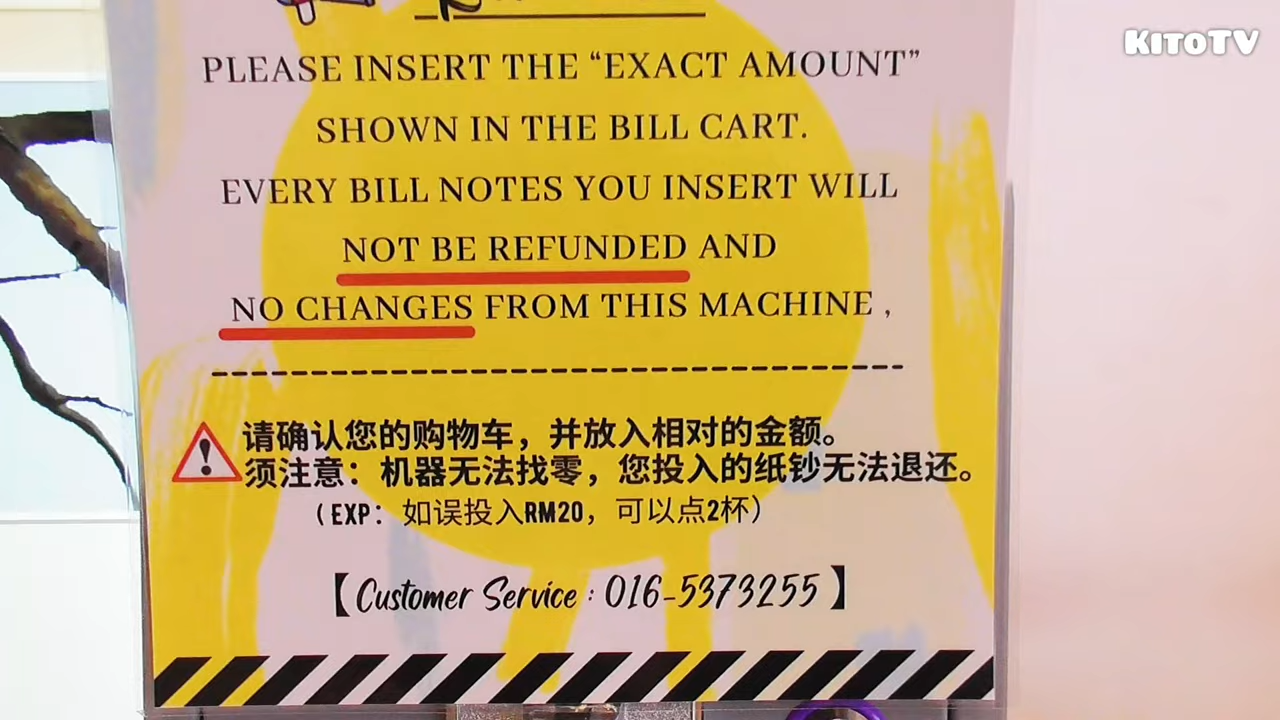 KITOTV
PLEASE INSERT THE “EXACT AMOUNT”
SHOWN IN THE BILL CART.
EVERY BILL NOTES YOU INSERT WILL
NOT BE REFUNDED AND
NO CHANGES FROM THIS MACHINE ,
请确认您的购物车，并放入相对的金额。
须注意：机器无法找零，您投入的纸钞无法退还。
（EXP：如误投入RM20，可以点2杯）
【Customer Service : 016-5373255】